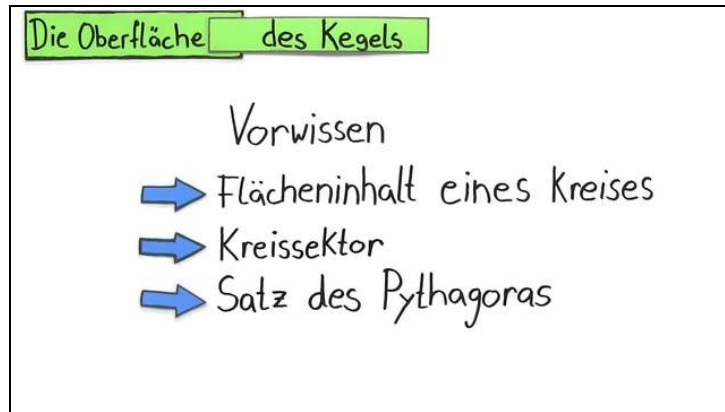 Die Oberfläche des Kegels
Vorwissen
Flächeninhalt eines Kreises
Kreissektor
Satz des Pythagoras